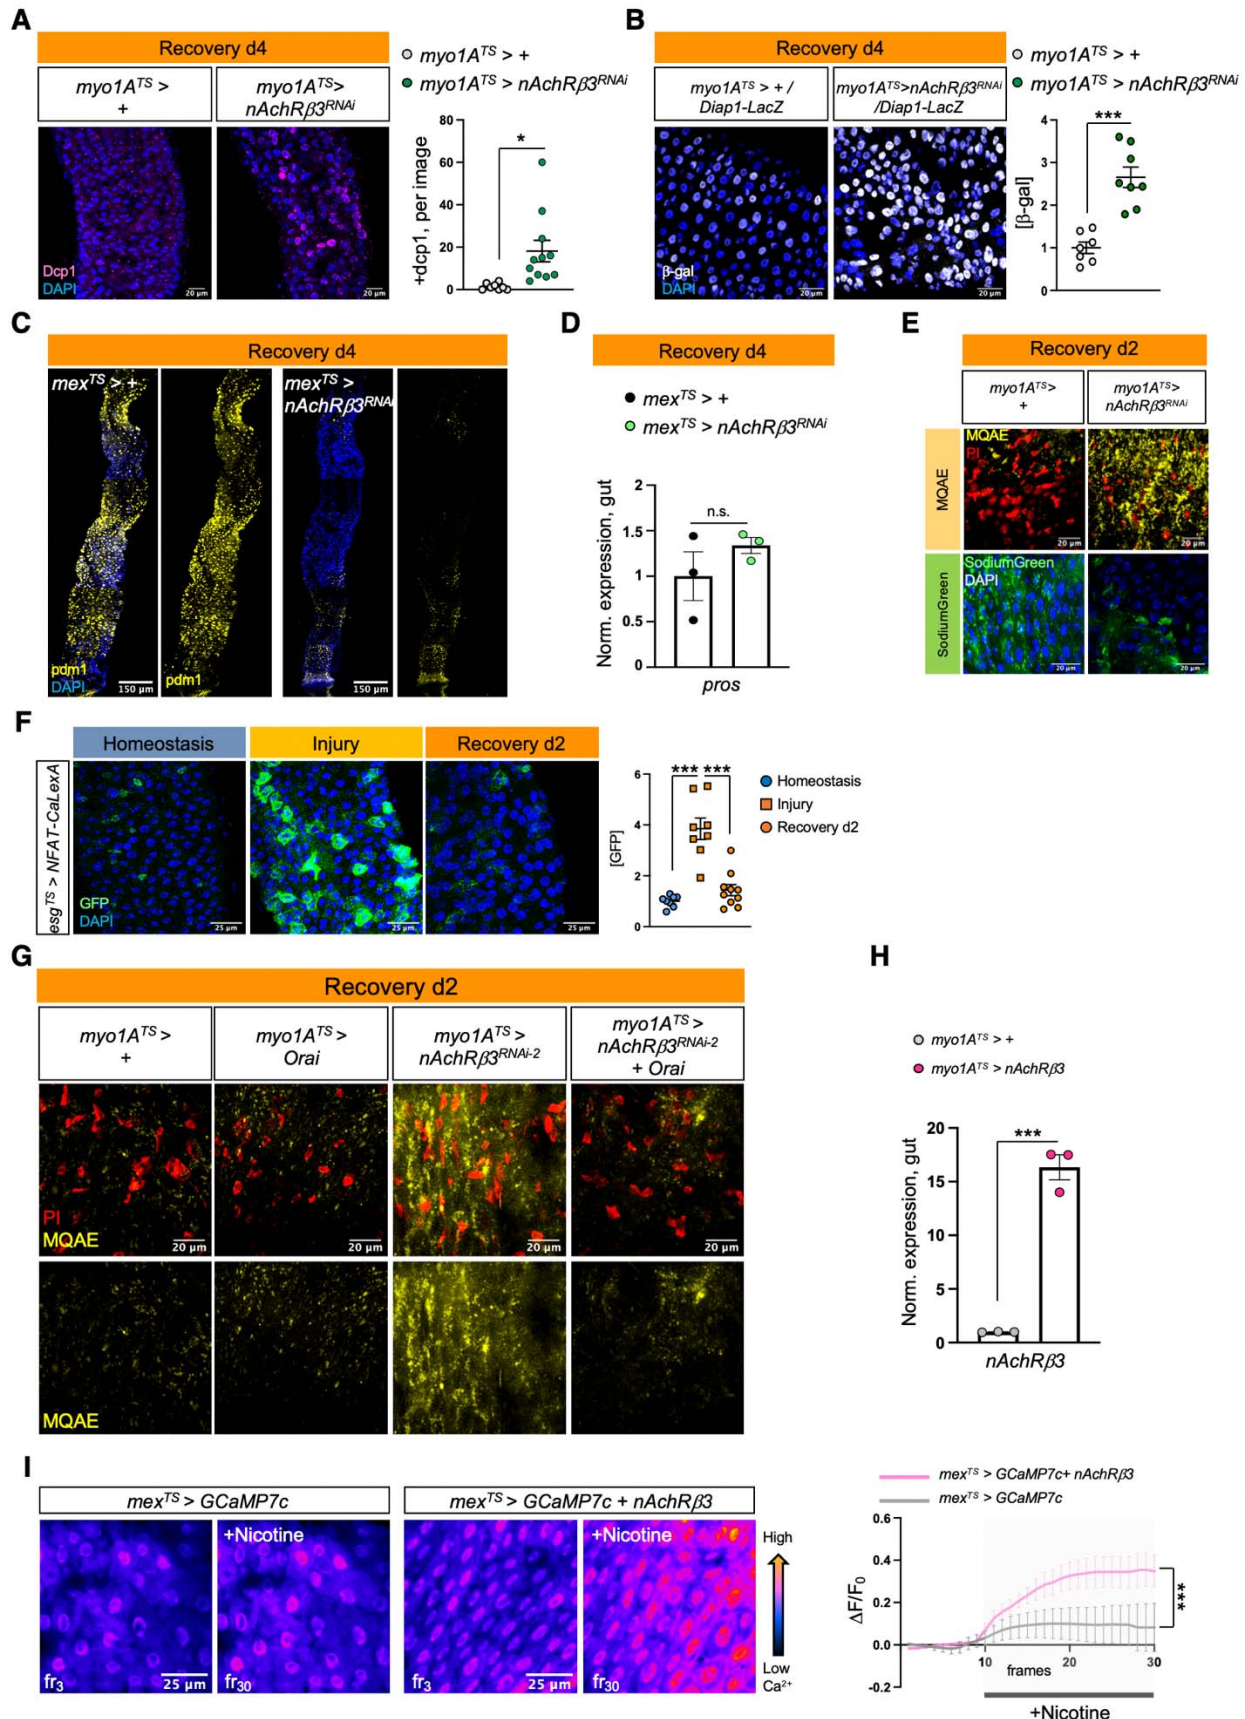 A
Recovery d4
myo1A^TS >
+
myo1A^TS>
nAchRβ3^RNAi
Dcp1
DAPI
20 µm
20 µm
myo1A^TS > +
myo1A^TS > nAchRβ3^RNAi
+dcp1, per image
80
60
40
20
0
*
B
Recovery d4
myo1A^TS > + /
Diap1-LacZ
myo1A^TS>nAchRβ3^RNAi
/Diap1-LacZ
β-gal
DAPI
20 µm
20 µm
myo1A^TS > +
myo1A^TS > nAchRβ3^RNAi
[β-gal]
4
3
2
1
0
***
C
Recovery d4
mex^TS > +
mex^TS >
nAchRβ3^RNAi
pdm1
DAPI
150 µm
pdm1
150 µm
D
Recovery d4
mex^TS > +
mex^TS > nAchRβ3^RNAi
Norm. expression, gut
2
1.5
1
0.5
0
n.s.
pros
E
Recovery d2
myo1A^TS>
+
myo1A^TS>
nAchRβ3^RNAi
MQAE
MQAE
PI
20 µm
20 µm
SodiumGreen
SodiumGreen
DAPI
20 µm
20 µm
F
Homeostasis
Injury
Recovery d2
esg^TS > NFAT-CaLexA
GFP
DAPI
25 µm
25 µm
25 µm
[GFP]
6
4
2
0
***
***
Homeostasis
Injury
Recovery d2
G
Recovery d2
myo1A^TS >
+
myo1A^TS >
Orai
myo1A^TS >
nAchRβ3^RNAi-2
myo1A^TS >
nAchRβ3^RNAi-2
+ Orai
PI
MQAE
20 µm
20 µm
20 µm
20 µm
MQAE
H
myo1A^TS > +
myo1A^TS > nAchRβ3
Norm. expression, gut
20
15
10
5
0
***
nAchRβ3
I
mex^TS > GCaMP7c
mex^TS > GCaMP7c + nAchRβ3
+Nicotine
+Nicotine
fr3
fr30
25 µm
fr3
25 µm
fr30
High
Low
Ca2+
mex^TS > GCaMP7c+ nAchRβ3
mex^TS > GCaMP7c
ΔF/F0
0.6
0.4
0.2
0.0
-0.2
10
20
30
frames
***
+Nicotine